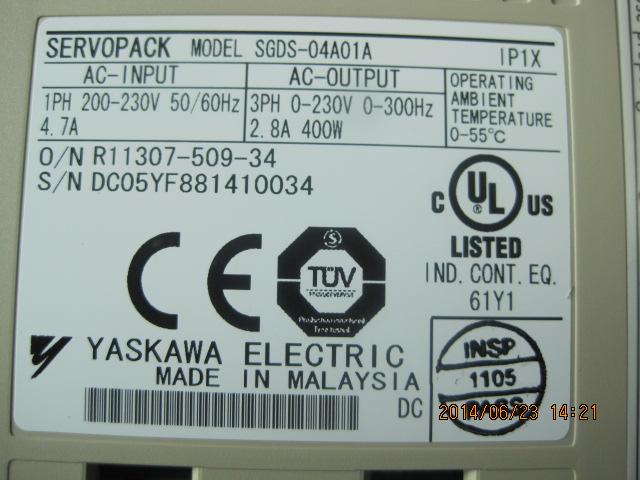 SERVOPACK MODEL SGDS-04A01A IP1X
AC-INPUT
1PH 200-230V 50/60Hz
4.7A
AC-OUTPUT
3PH 0-230V 0-300Hz
2.8A 400W
OPERATING
AMBIENT
TEMPERATURE
0-55℃
O/N R11307-509-34
S/N DC05YF881410034
C UL ® US
LISTED
IND. CONT. EQ.
61Y1
CE
S
TÜV
YASKAWA ELECTRIC
MADE IN MALAYSIA
DC
INSP
1105
PASS
2014/06/23 14:21